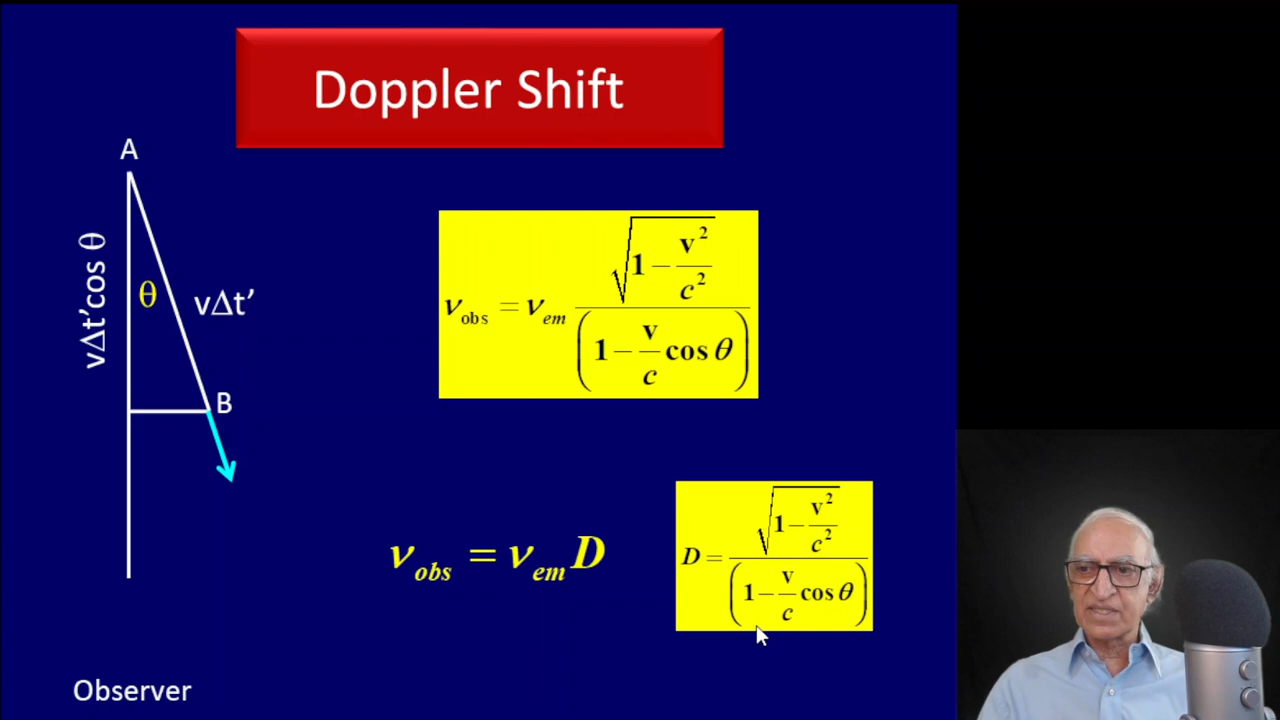 Doppler Shift
A
vΔt′cos θ
θ
vΔt′
B
ν_obs = ν_em √(1 − v²/c²) / (1 − v/c cos θ)
ν_obs = ν_em D
D = √(1 − v²/c²) / (1 − v/c cos θ)
Observer